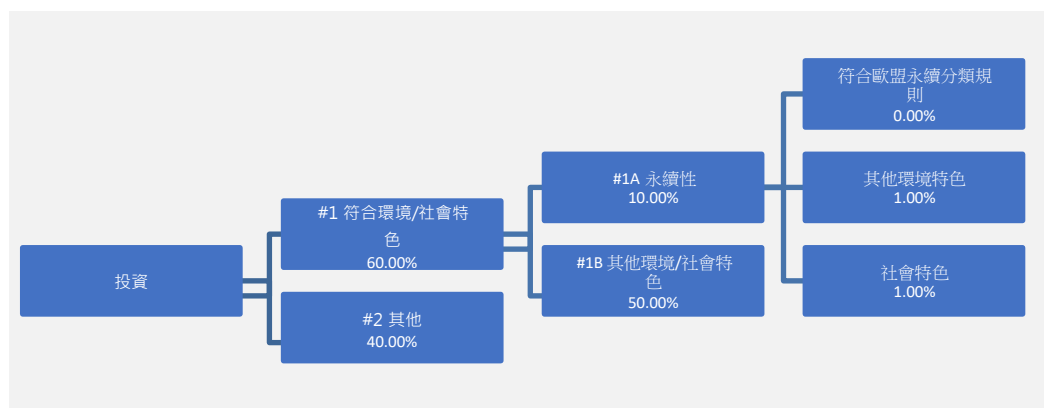 投資
#1 符合環境/社會特
色
60.00%
#2 其他
40.00%
#1A 永續性
10.00%
#1B 其他環境/社會特
色
50.00%
符合歐盟永續分類規
則
0.00%
其他環境特色
1.00%
社會特色
1.00%